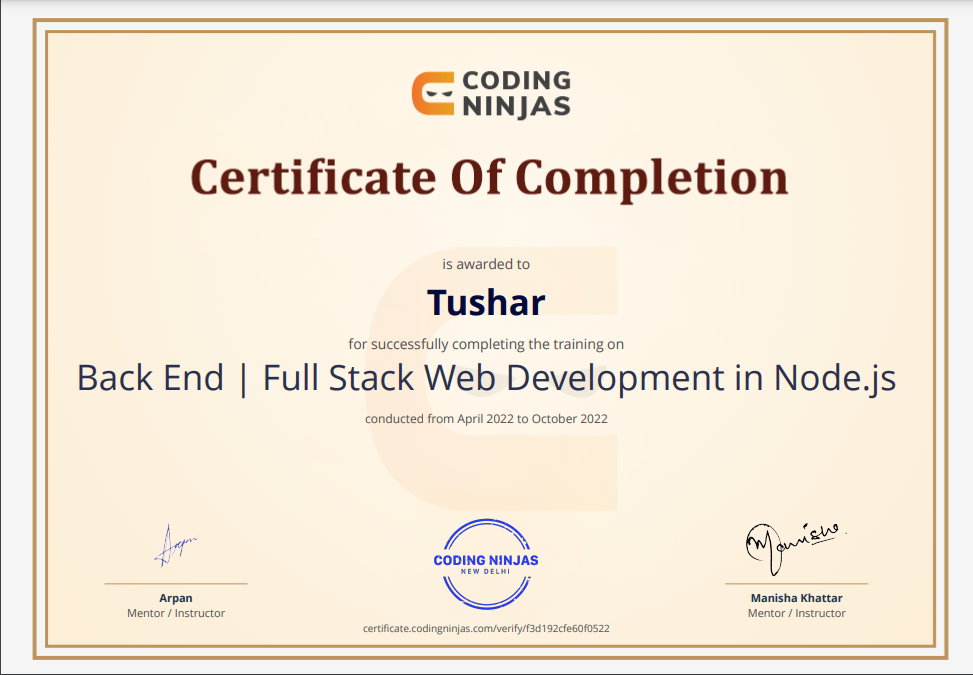 CODING
NINJAS
Certificate Of Completion
is awarded to
Tushar
for successfully completing the training on
Back End | Full Stack Web Development in Node.js
conducted from April 2022 to October 2022
Arpan
Manisha
CODING NINJAS
NEW DELHI
Arpan
Manisha Khattar
Mentor / Instructor
Mentor / Instructor
certificate.codingninjas.com/verify/f3d192cfe60f0522